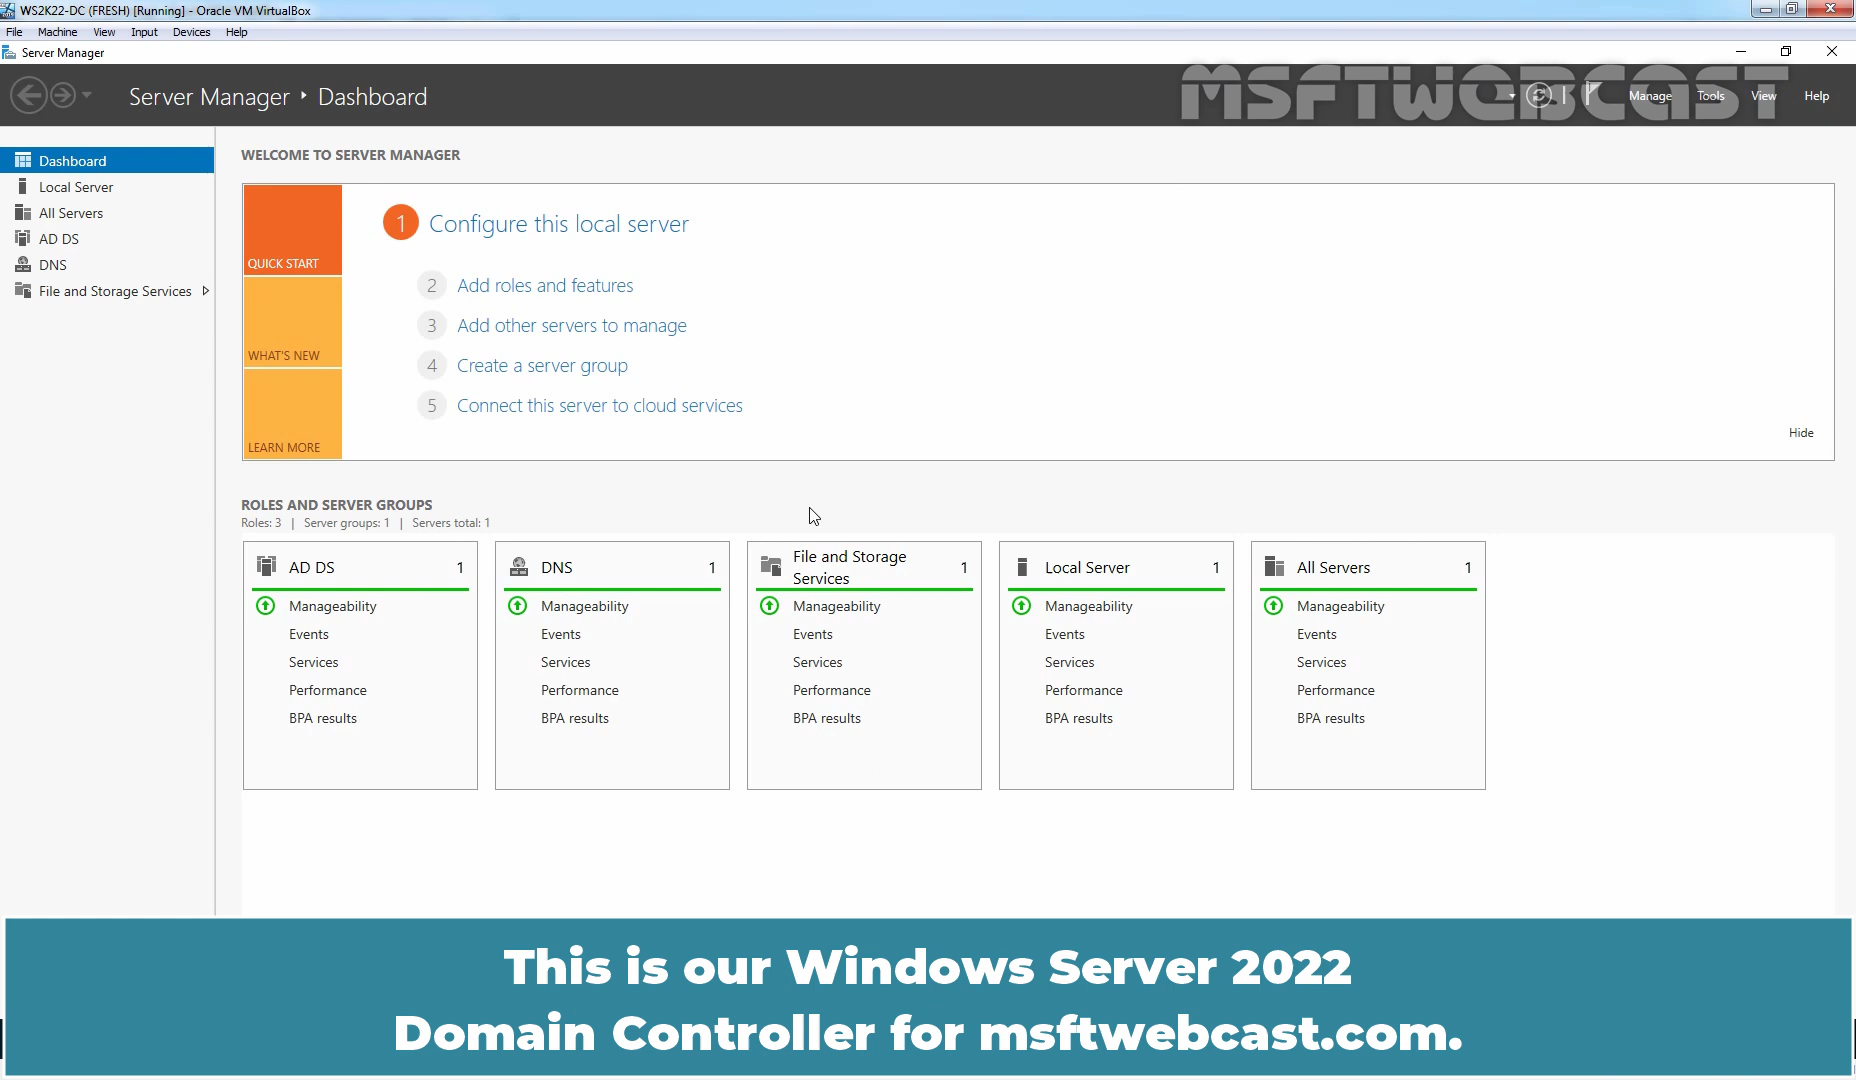 WS2K22-DC (FRESH) [Running] - Oracle VM VirtualBox
File Machine View Input Devices Help
Server Manager
Server Manager ‣ Dashboard
MSFTWEBCAST
Manage Tools View Help
Dashboard
Local Server
All Servers
AD DS
DNS
File and Storage Services
WELCOME TO SERVER MANAGER
QUICK START
WHAT'S NEW
LEARN MORE
1 Configure this local server
2 Add roles and features
3 Add other servers to manage
4 Create a server group
5 Connect this server to cloud services
Hide
ROLES AND SERVER GROUPS
Roles: 3 | Server groups: 1 | Servers total: 1
AD DS 1
Manageability
Events
Services
Performance
BPA results
DNS 1
Manageability
Events
Services
Performance
BPA results
File and Storage
Services 1
Manageability
Events
Services
Performance
BPA results
Local Server 1
Manageability
Events
Services
Performance
BPA results
All Servers 1
Manageability
Events
Services
Performance
BPA results
This is our Windows Server 2022
Domain Controller for msftwebcast.com.